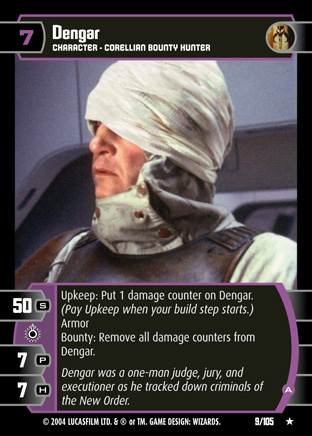 7 Dengar
CHARACTER - CORELLIAN BOUNTY HUNTER
50 S
7 P
7 H
Upkeep: Put 1 damage counter on Dengar.
(Pay Upkeep when your build step starts.)
Armor
Bounty: Remove all damage counters from
Dengar.
Dengar was a one-man judge, jury, and
executioner as he tracked down criminals of
the New Order.
A
© 2004 LUCASFILM LTD. & ® or TM. GAME DESIGN: WIZARDS. 9/105 ★